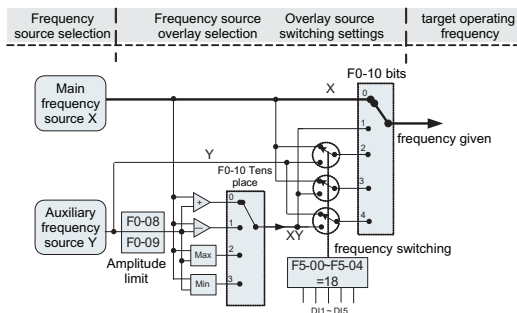 Frequency source selection
Frequency source overlay selection
Overlay source switching settings
target operating frequency
F0-10 bits
Main frequency source X
X
0
1
2
3
4
frequency given
Y
F0-10 Tens place
Auxiliary frequency source Y
F0-08
F0-09
Amplitude limit
+
−
Max
Min
0
1
2
3
XY
frequency switching
F5-00~F5-04
=18
DI1~ DI5